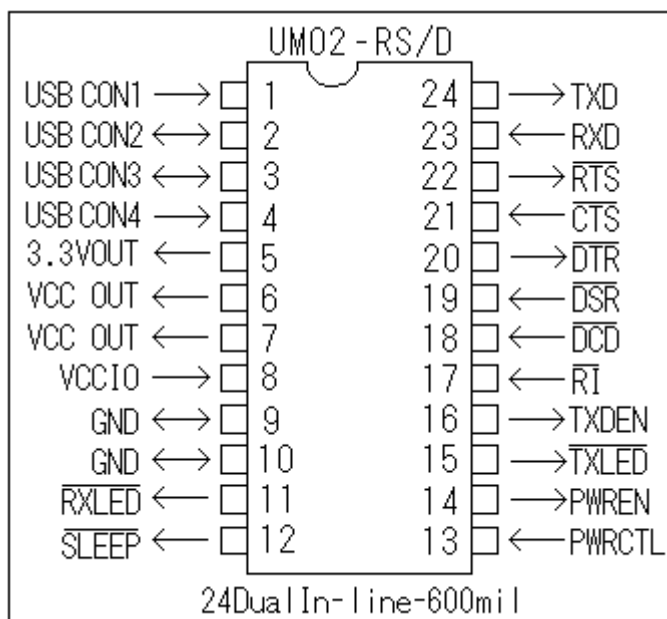 UM02-RS/D
USB CON1 1 24 TXD
USB CON2 2 23 RXD
USB CON3 3 22 RTS
USB CON4 4 21 CTS
3.3VOUT 5 20 DTR
VCC OUT 6 19 DSR
VCC OUT 7 18 DCD
VCCIO 8 17 RI
GND 9 16 TXDEN
GND 10 15 TXLED
RXLED 11 14 PWREN
SLEEP 12 13 PWRCTL
24DualIn-line-600mil